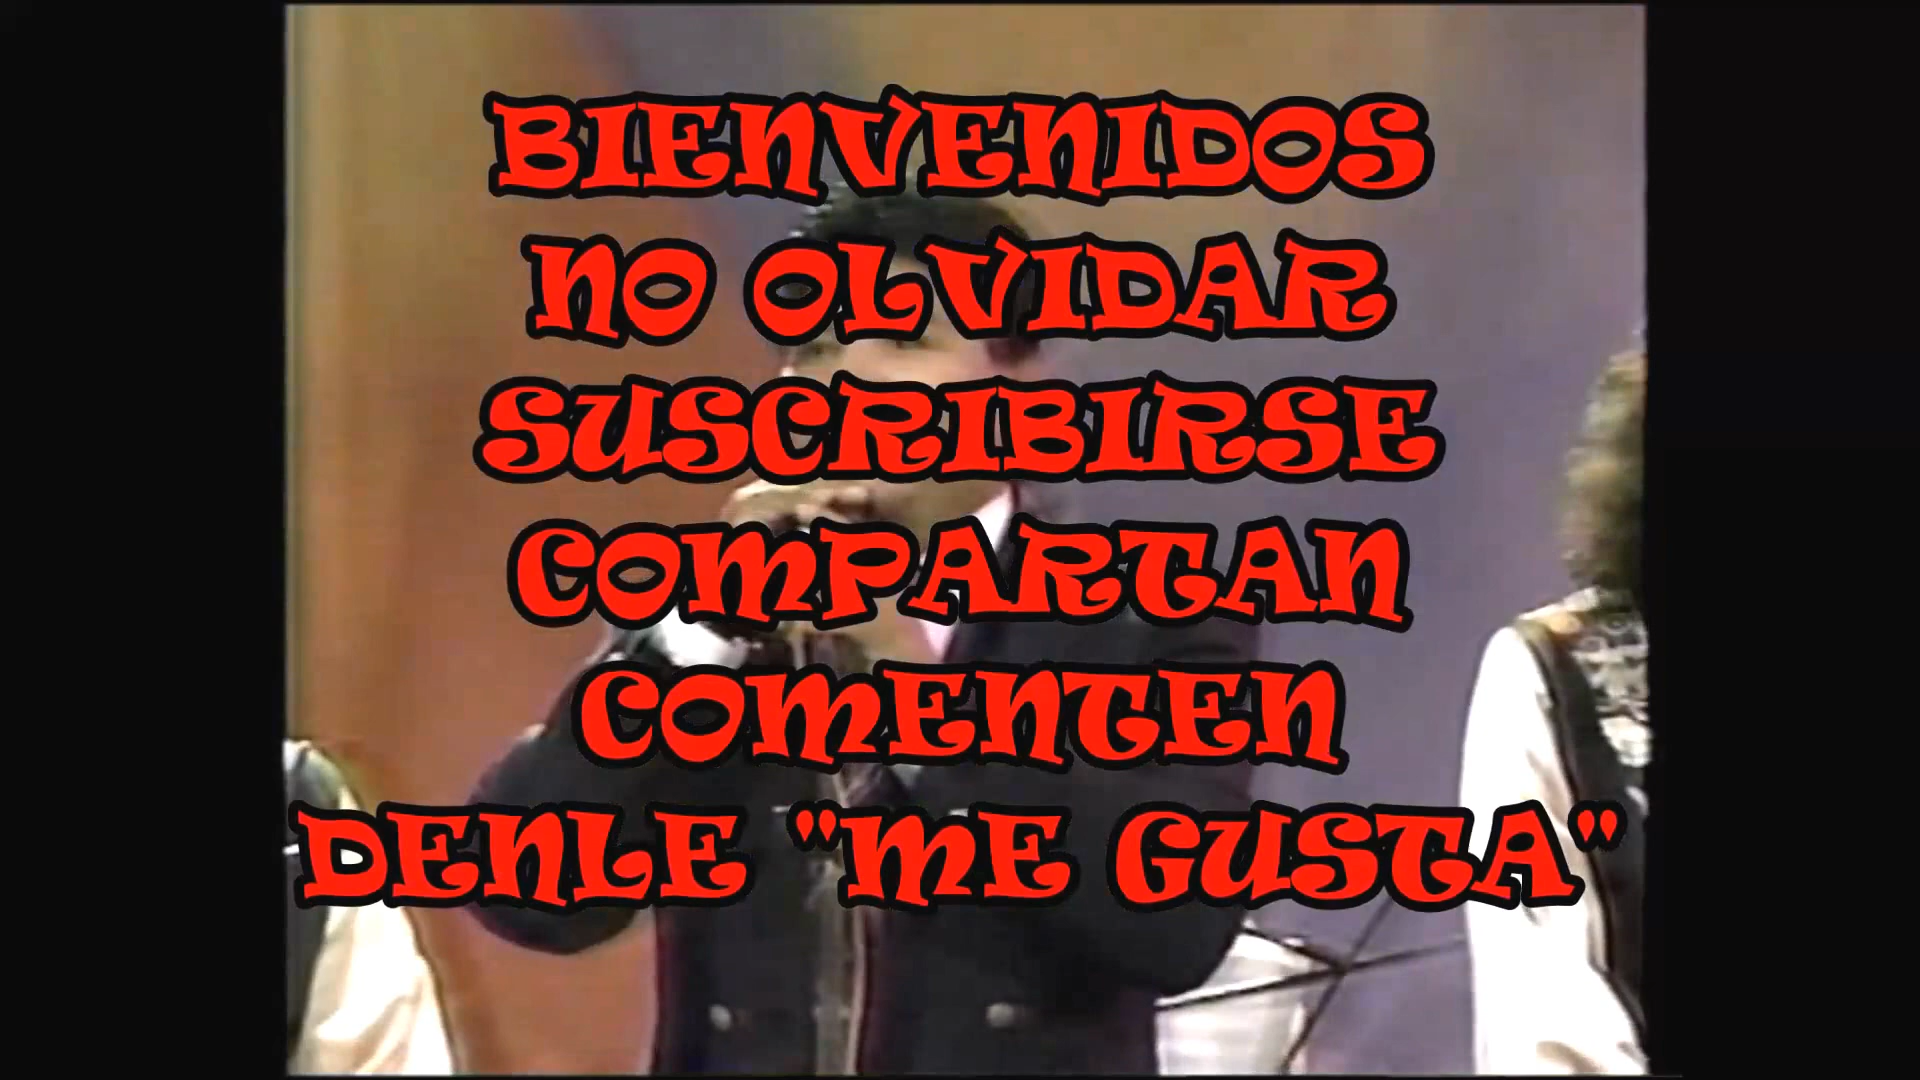 BIENVENIDOS
NO OLVIDAR
SUSCRIBIRSE
COMPARTAN
COMENTEN
DENLE "ME GUSTA"